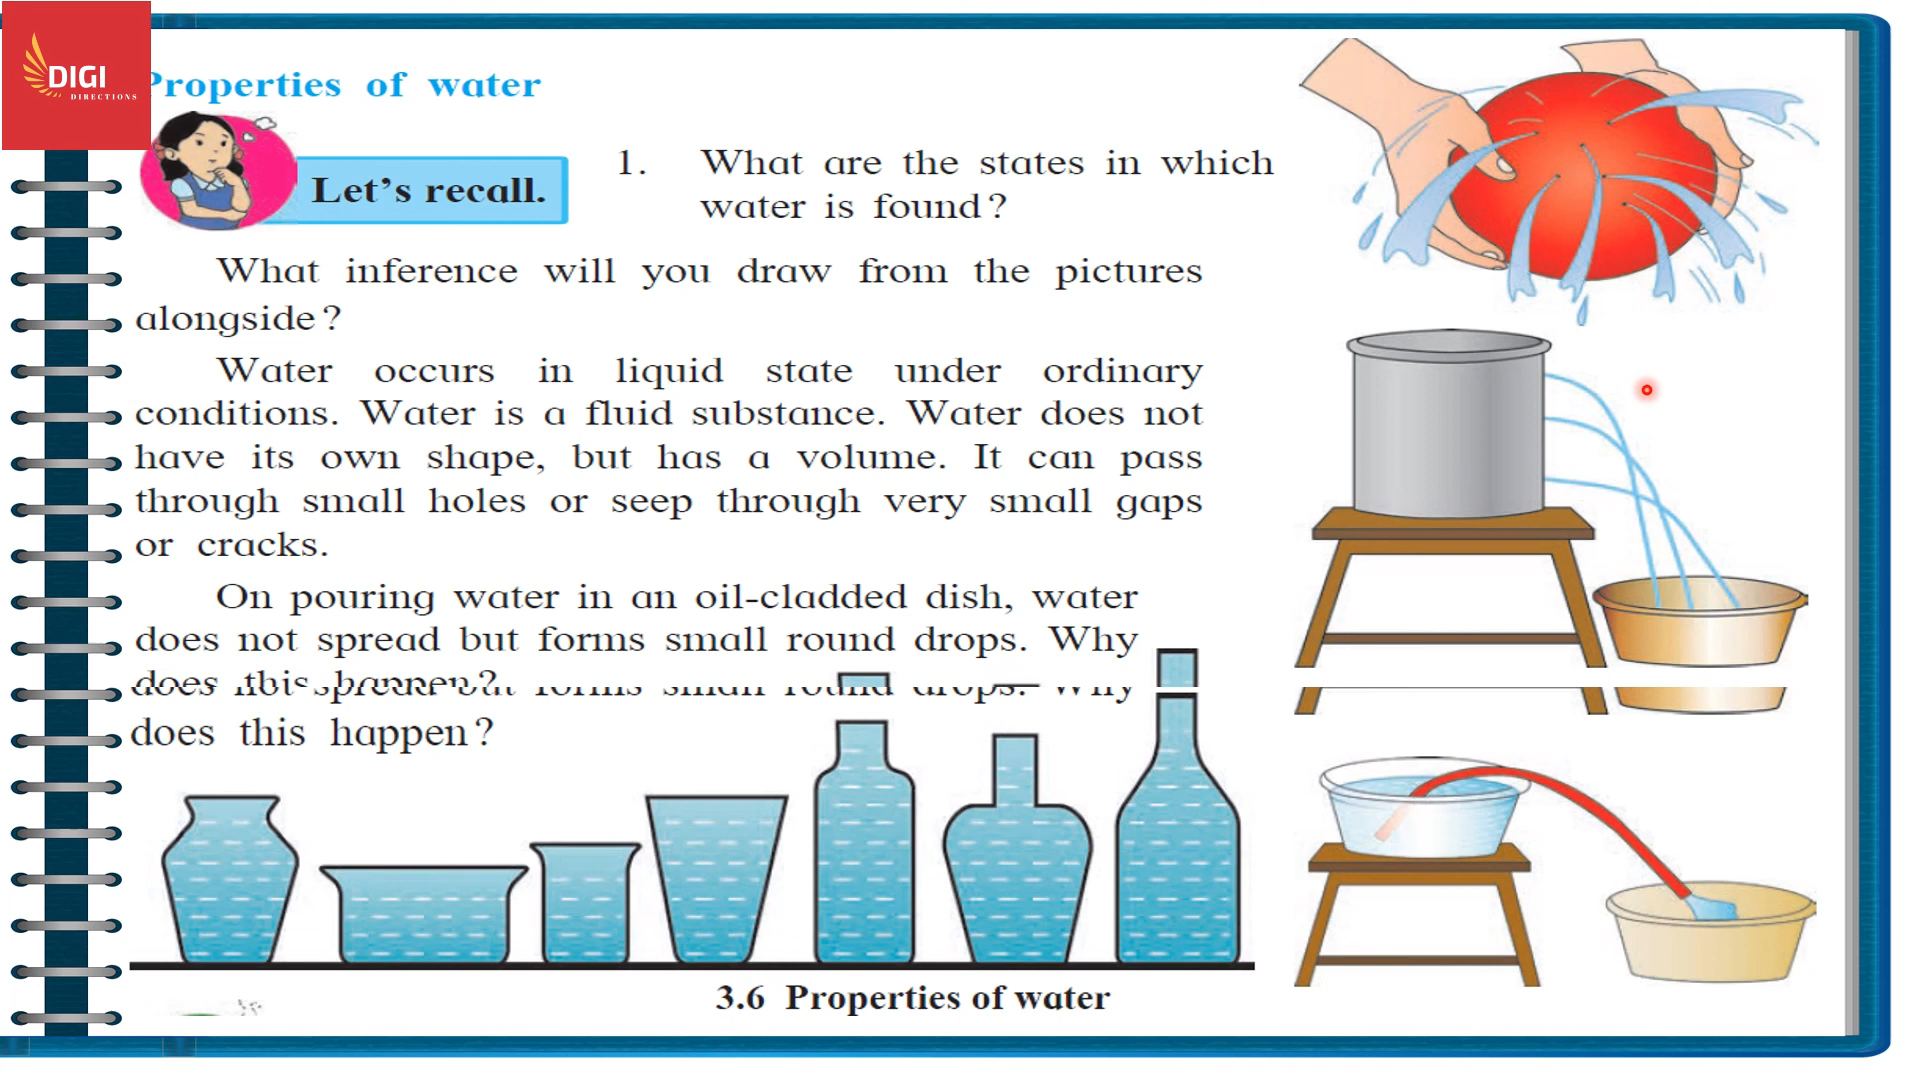 DIGI
DIRECTIONS
Properties of water
Let's recall.
1. What are the states in which
water is found?
What inference will you draw from the pictures
alongside?
Water occurs in liquid state under ordinary
conditions. Water is a fluid substance. Water does not
have its own shape, but has a volume. It can pass
through small holes or seep through very small gaps
or cracks.
On pouring water in an oil-cladded dish, water
does not spread but forms small round drops. Why
does this happen?
does this happen?
3.6 Properties of water